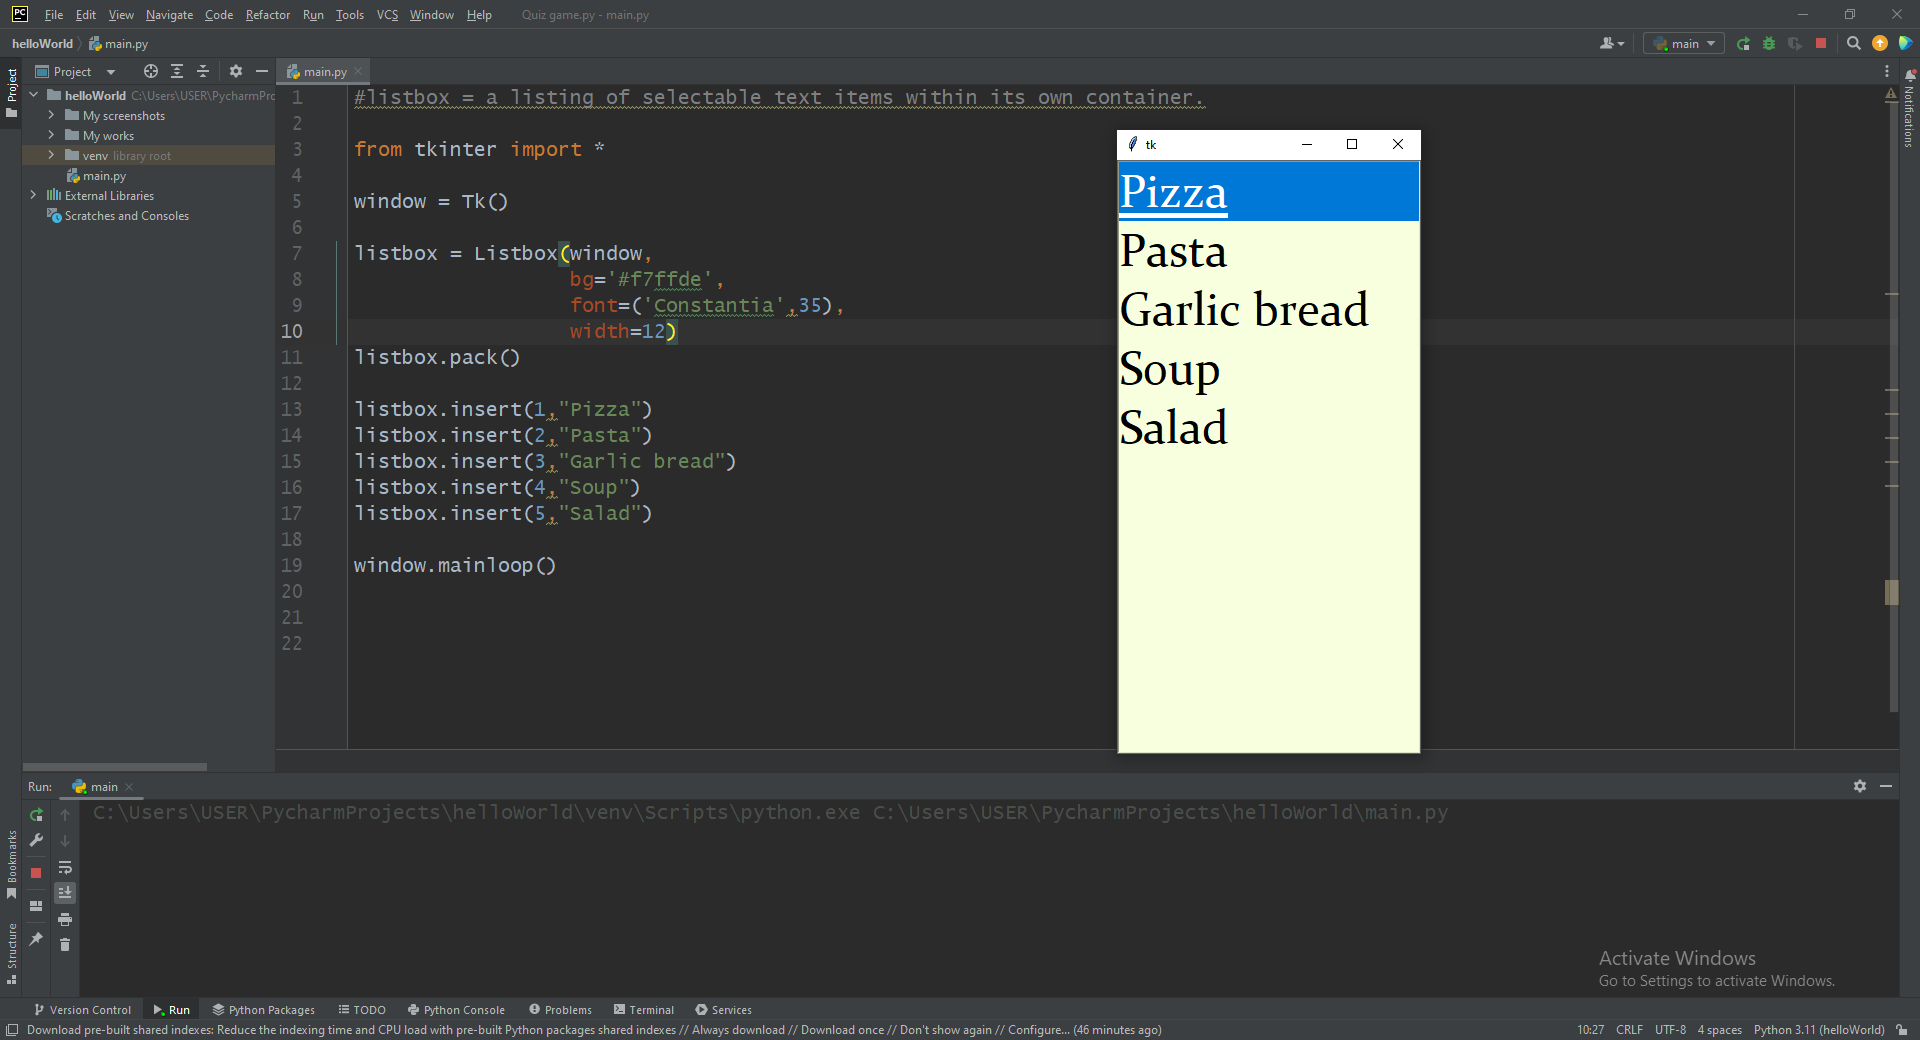 File Edit View Navigate Code Refactor Run Tools VCS Window Help Quiz game.py - main.py
helloWorld main.py
main
Project
main.py
Project
Notifications
helloWorld C:\Users\USER\PycharmPro
My screenshots
My works
venv library root
main.py
External Libraries
Scratches and Consoles
1 #listbox = a listing of selectable text items within its own container.
2
3 from tkinter import *
4
5 window = Tk()
6
7 listbox = Listbox(window,
8 bg='#f7ffde',
9 font=('Constantia',35),
10 width=12)
11 listbox.pack()
12
13 listbox.insert(1,"Pizza")
14 listbox.insert(2,"Pasta")
15 listbox.insert(3,"Garlic bread")
16 listbox.insert(4,"Soup")
17 listbox.insert(5,"Salad")
18
19 window.mainloop()
20
21
22
tk
Pizza
Pasta
Garlic bread
Soup
Salad
Run: main
C:\Users\USER\PycharmProjects\helloWorld\venv\Scripts\python.exe C:\Users\USER\PycharmProjects\helloWorld\main.py
Bookmarks
Structure
Activate Windows
Go to Settings to activate Windows.
Version Control Run Python Packages TODO Python Console Problems Terminal Services
Download pre-built shared indexes: Reduce the indexing time and CPU load with pre-built Python packages shared indexes // Always download // Download once // Don't show again // Configure... (46 minutes ago)
10:27 CRLF UTF-8 4 spaces Python 3.11 (helloWorld)